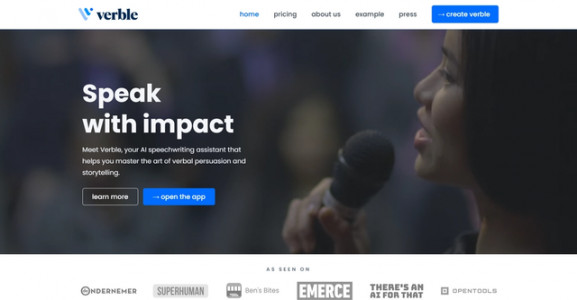 verble
home pricing about us example press → create verble
Speak
with impact
Meet Verble, your AI speechwriting assistant that
helps you master the art of verbal persuasion and
storytelling.
learn more → open the app
AS SEEN ON
NDERNEMER SUPERHUMAN Ben's Bites EMERCE THERE'S AN
AI FOR THAT OPENTOOLS